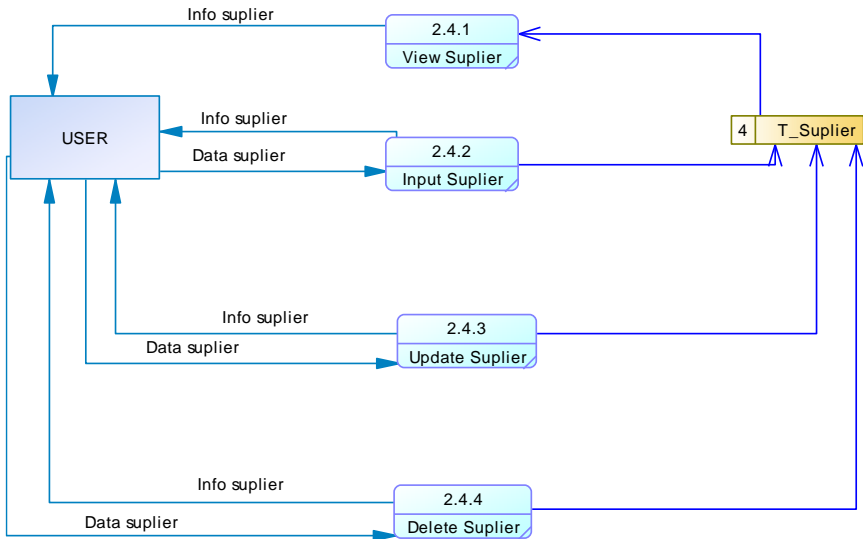 Info suplier
2.4.1
View Suplier
USER
Info suplier
Data suplier
2.4.2
Input Suplier
4 T_Suplier
Info suplier
Data suplier
2.4.3
Update Suplier
Info suplier
Data suplier
2.4.4
Delete Suplier